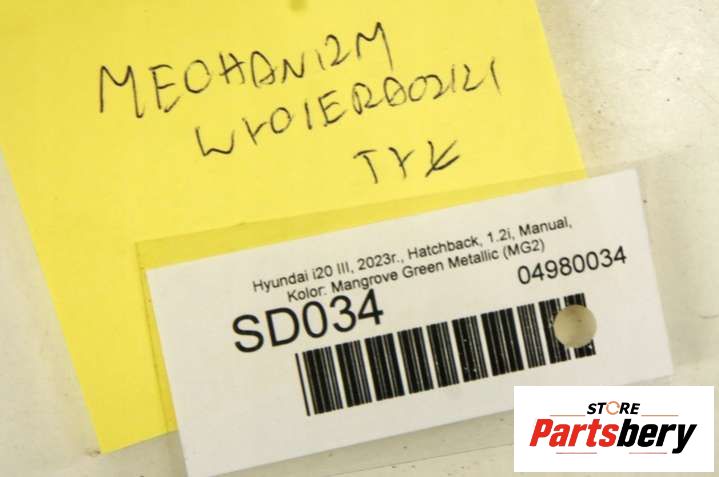 MECHANIZM
WYCIERACZKI
TYŁ
Hyundai i20 III, 2023r., Hatchback, 1.2i, Manual,
Kolor: Mangrove Green Metallic (MG2)
SD034
04980034
STORE
Partsbery